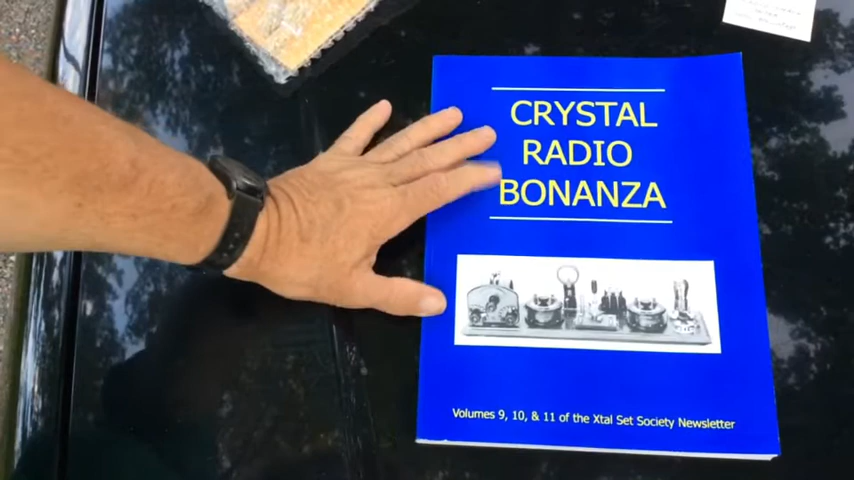 CRYSTAL
RADIO
BONANZA
Volumes 9, 10, & 11 of the Xtal Set Society Newsletter